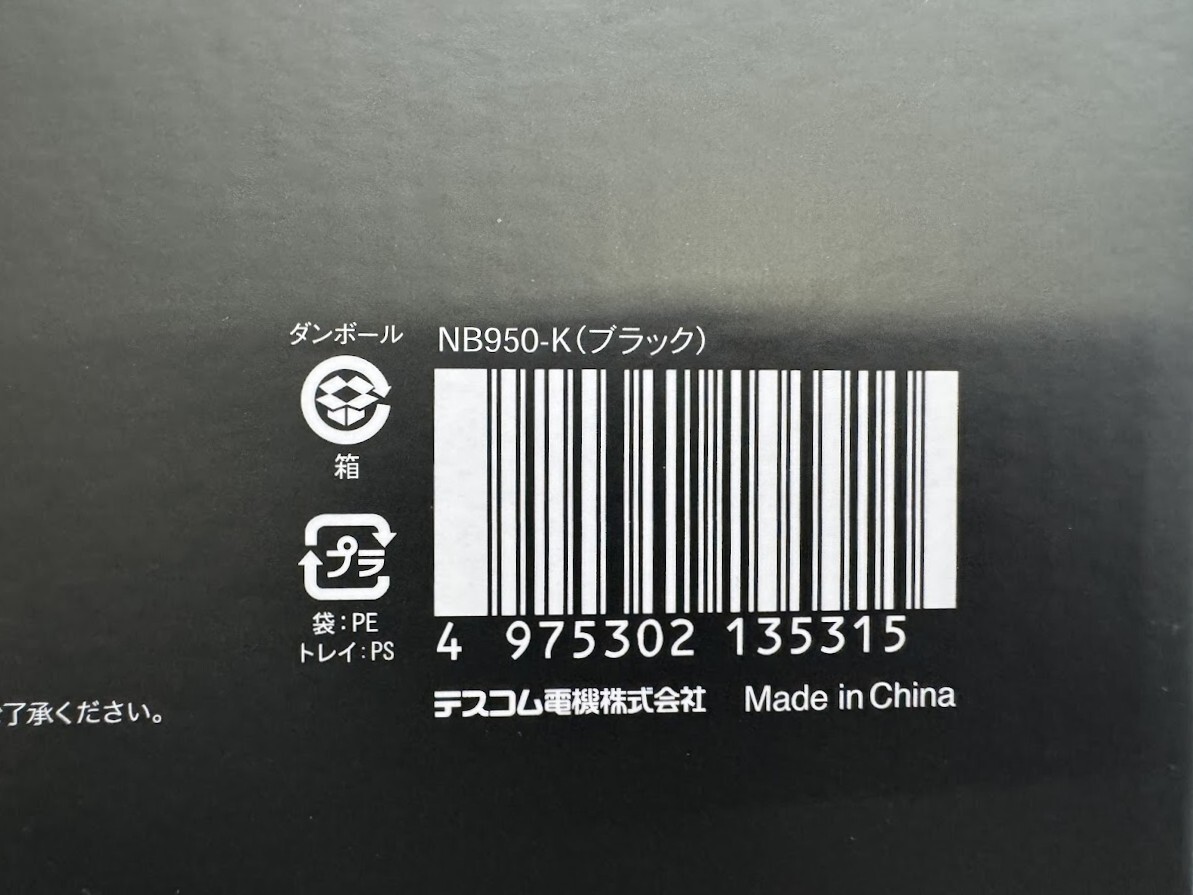 ダンボール
箱
プラ
袋：PE
トレイ：PS
NB950-K（ブラック）
4 975302 135315
テスコム電機株式会社 Made in China
了承ください。